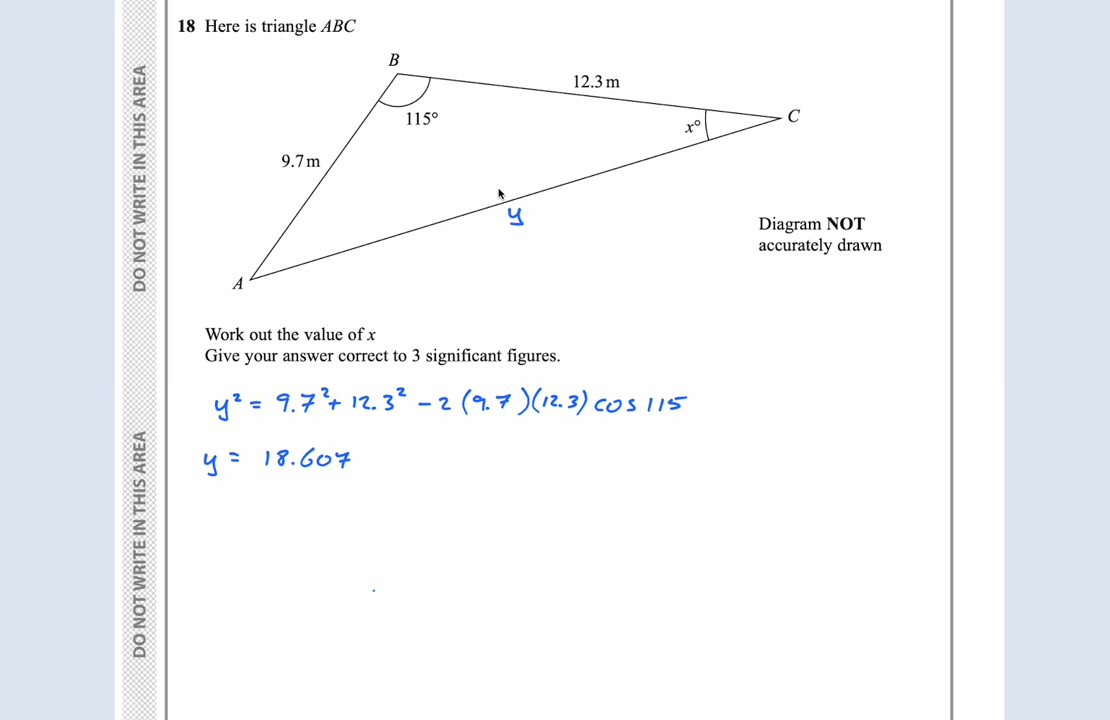 18 Here is triangle ABC
B
12.3 m
C
x°
115°
9.7 m
y
Diagram NOT
accurately drawn
A
Work out the value of x
Give your answer correct to 3 significant figures.
y² = 9.7² + 12.3² - 2 (9.7)(12.3) cos 115
y = 18.607
DO NOT WRITE IN THIS AREA
DO NOT WRITE IN THIS AREA